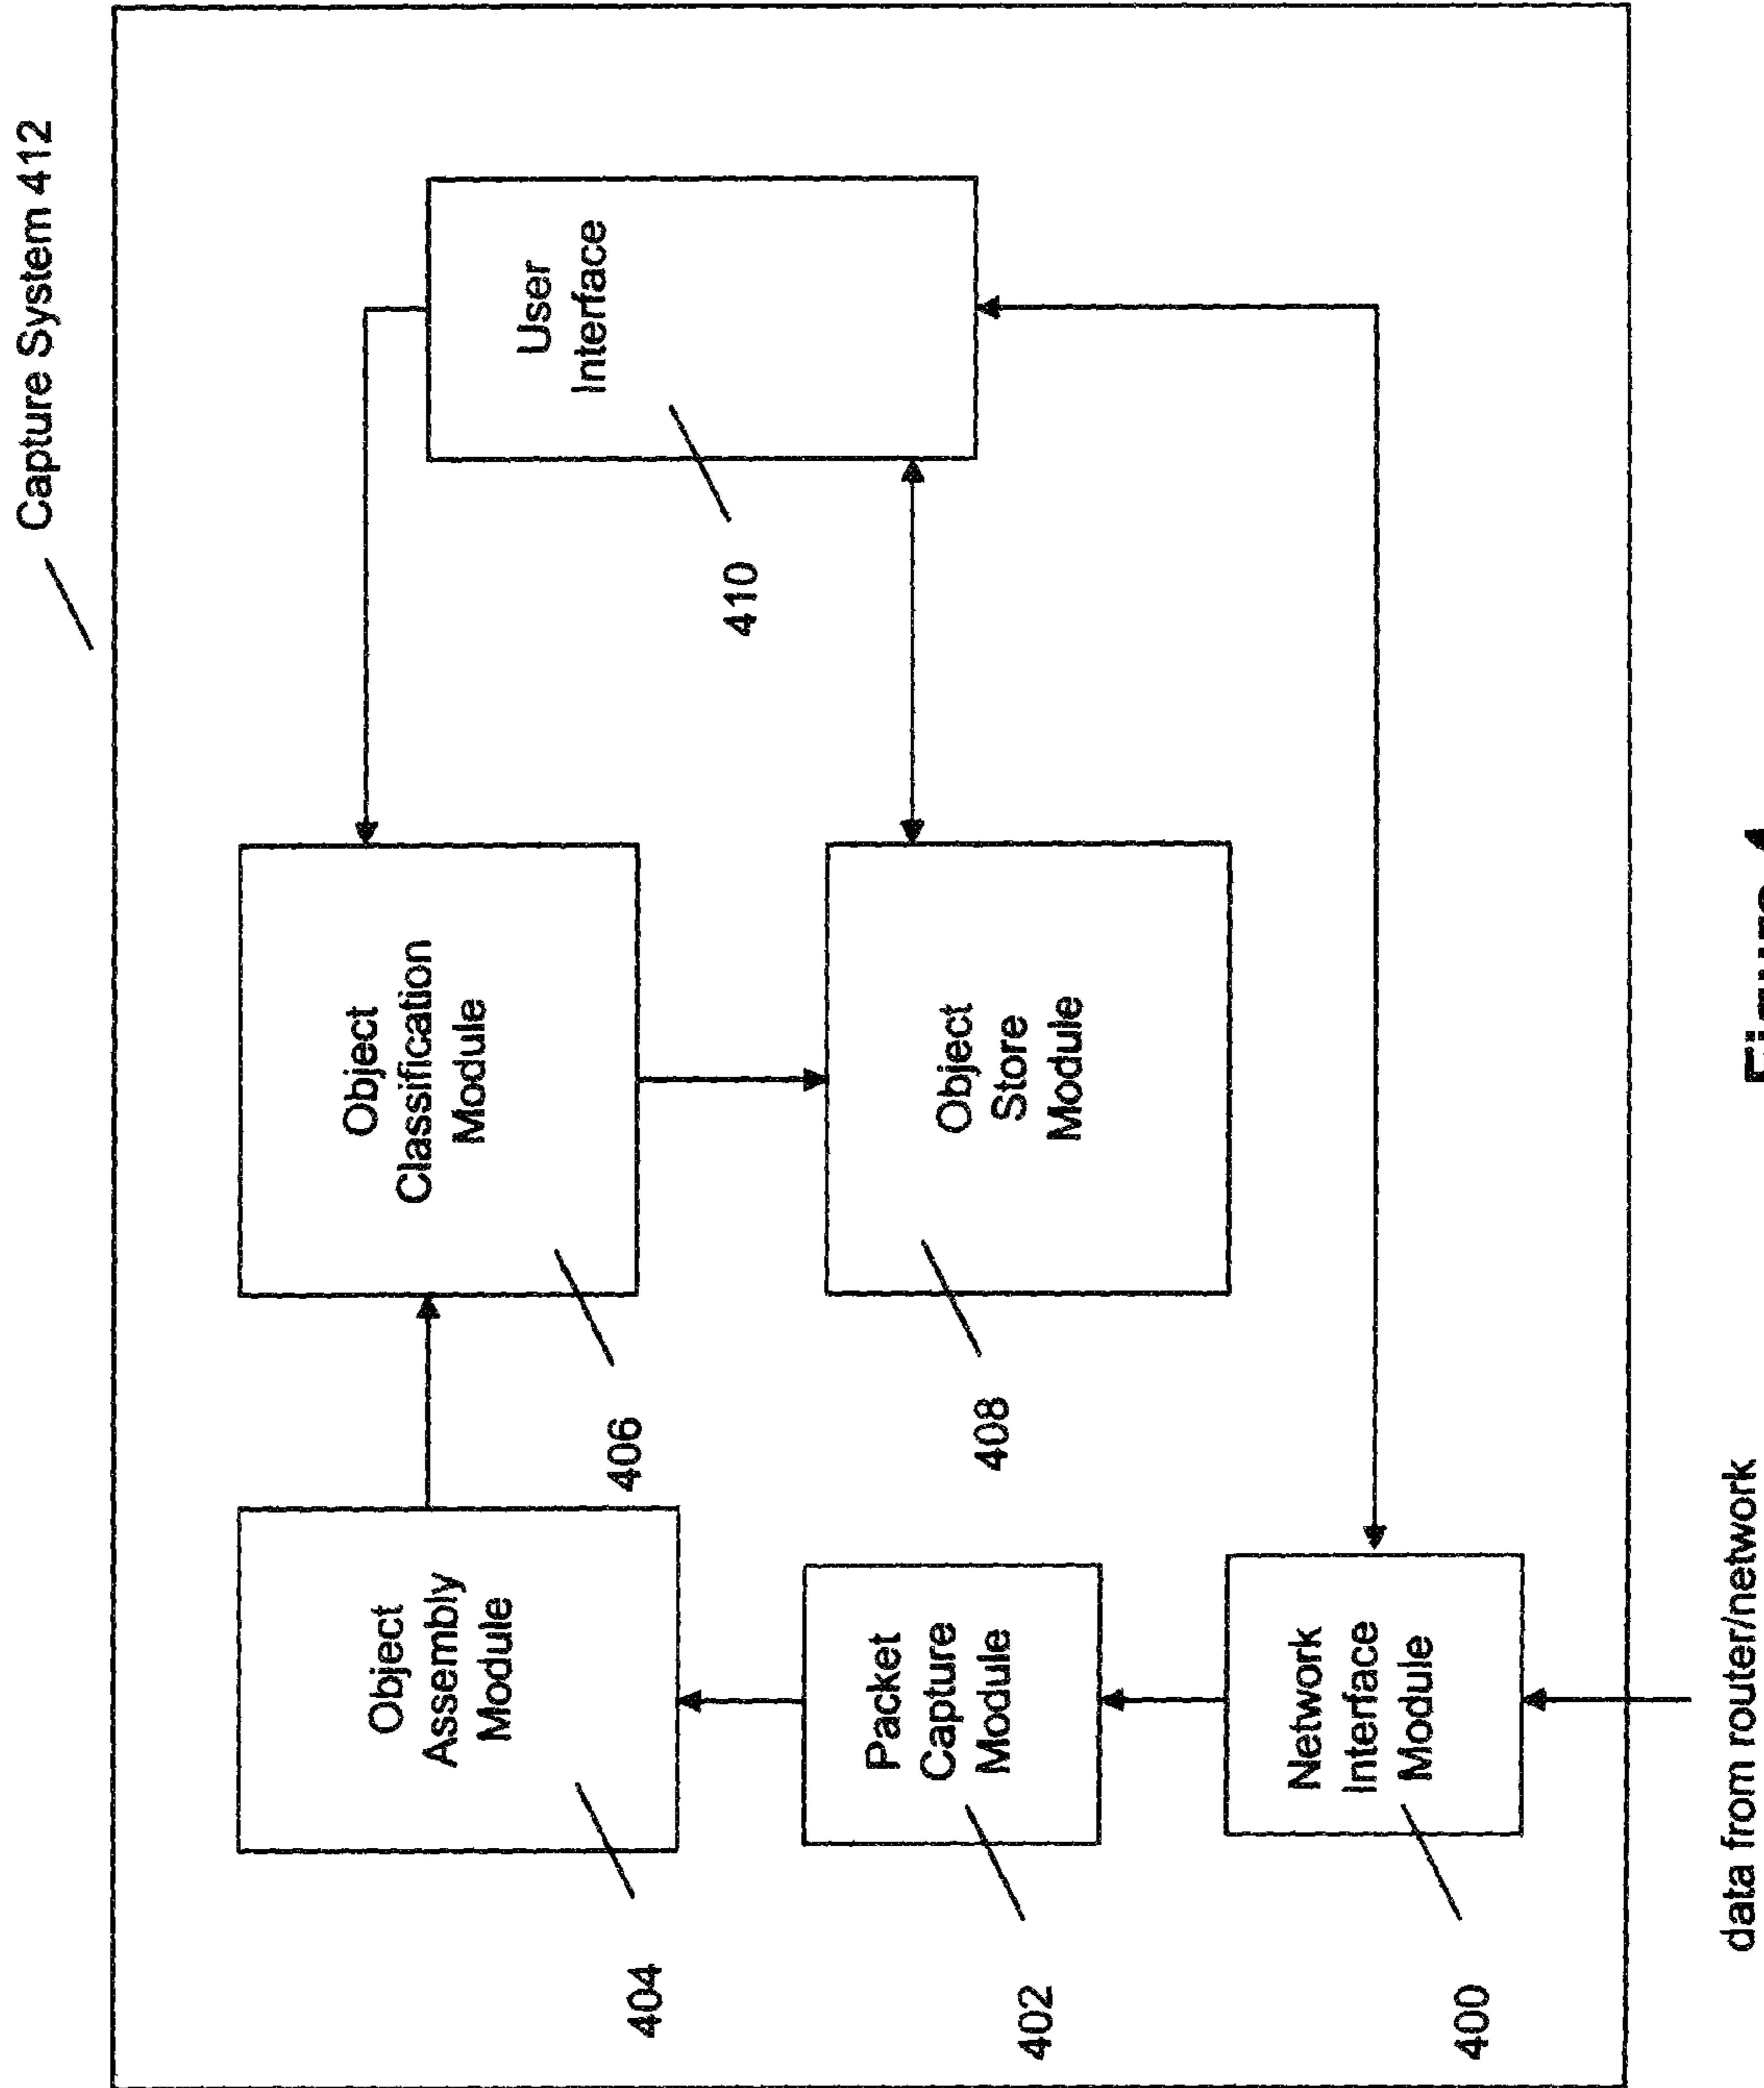 Capture System 412
Object
Assembly
Module
404
Object
Classification
Module
406
User
Interface
410
Packet
Capture
Module
402
Object
Store
Module
408
Network
Interface
Module
400
data from router/network